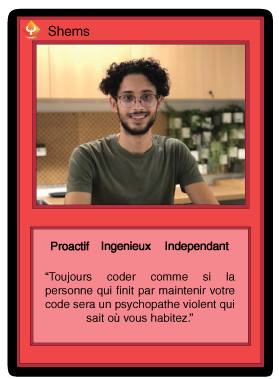 Shems
Proactif Ingenieux Independant
“Toujours coder comme si la
personne qui finit par maintenir votre
code sera un psychopathe violent qui
sait où vous habitez.”